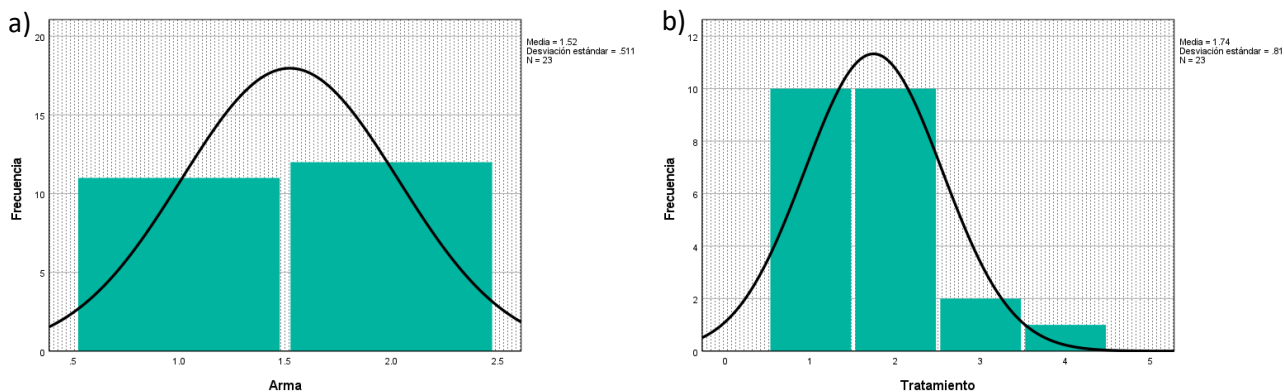 a)
Media = 1.52
Desviación estándar = .511
N = 23
20
15
10
5
0
Frecuencia
.5 1.0 1.5 2.0 2.5
Arma
b)
Media = 1.74
Desviación estándar = .81
N = 23
12
10
8
6
4
2
0
Frecuencia
0 1 2 3 4 5
Tratamiento